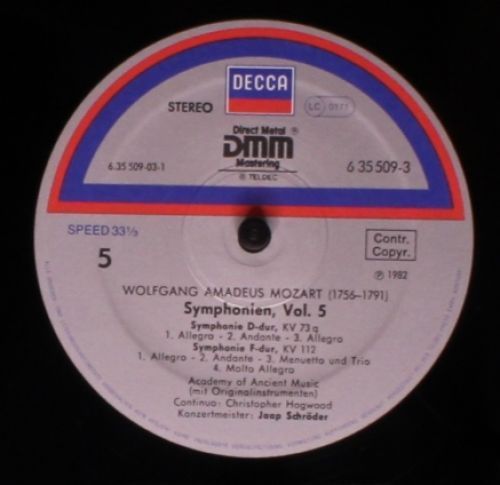 DECCA
STEREO
LC 0171
Direct Metal
DMM
Mastering
℗ TELDEC
6.35 509-03-1
6 35 509-3
SPEED 33⅓
5
Contr.
Copyr.
℗ 1982
WOLFGANG AMADEUS MOZART (1756–1791)
Symphonien, Vol. 5
Symphonie D-dur, KV 73 q
1. Allegro - 2. Andante - 3. Allegro
Symphonie F-dur, KV 112
1. Allegro - 2. Andante - 3. Menuetto und Trio
4. Molto Allegro
Academy of Ancient Music
(mit Originalinstrumenten)
Continuo: Christopher Hogwood
Konzertmeister: Jaap Schröder